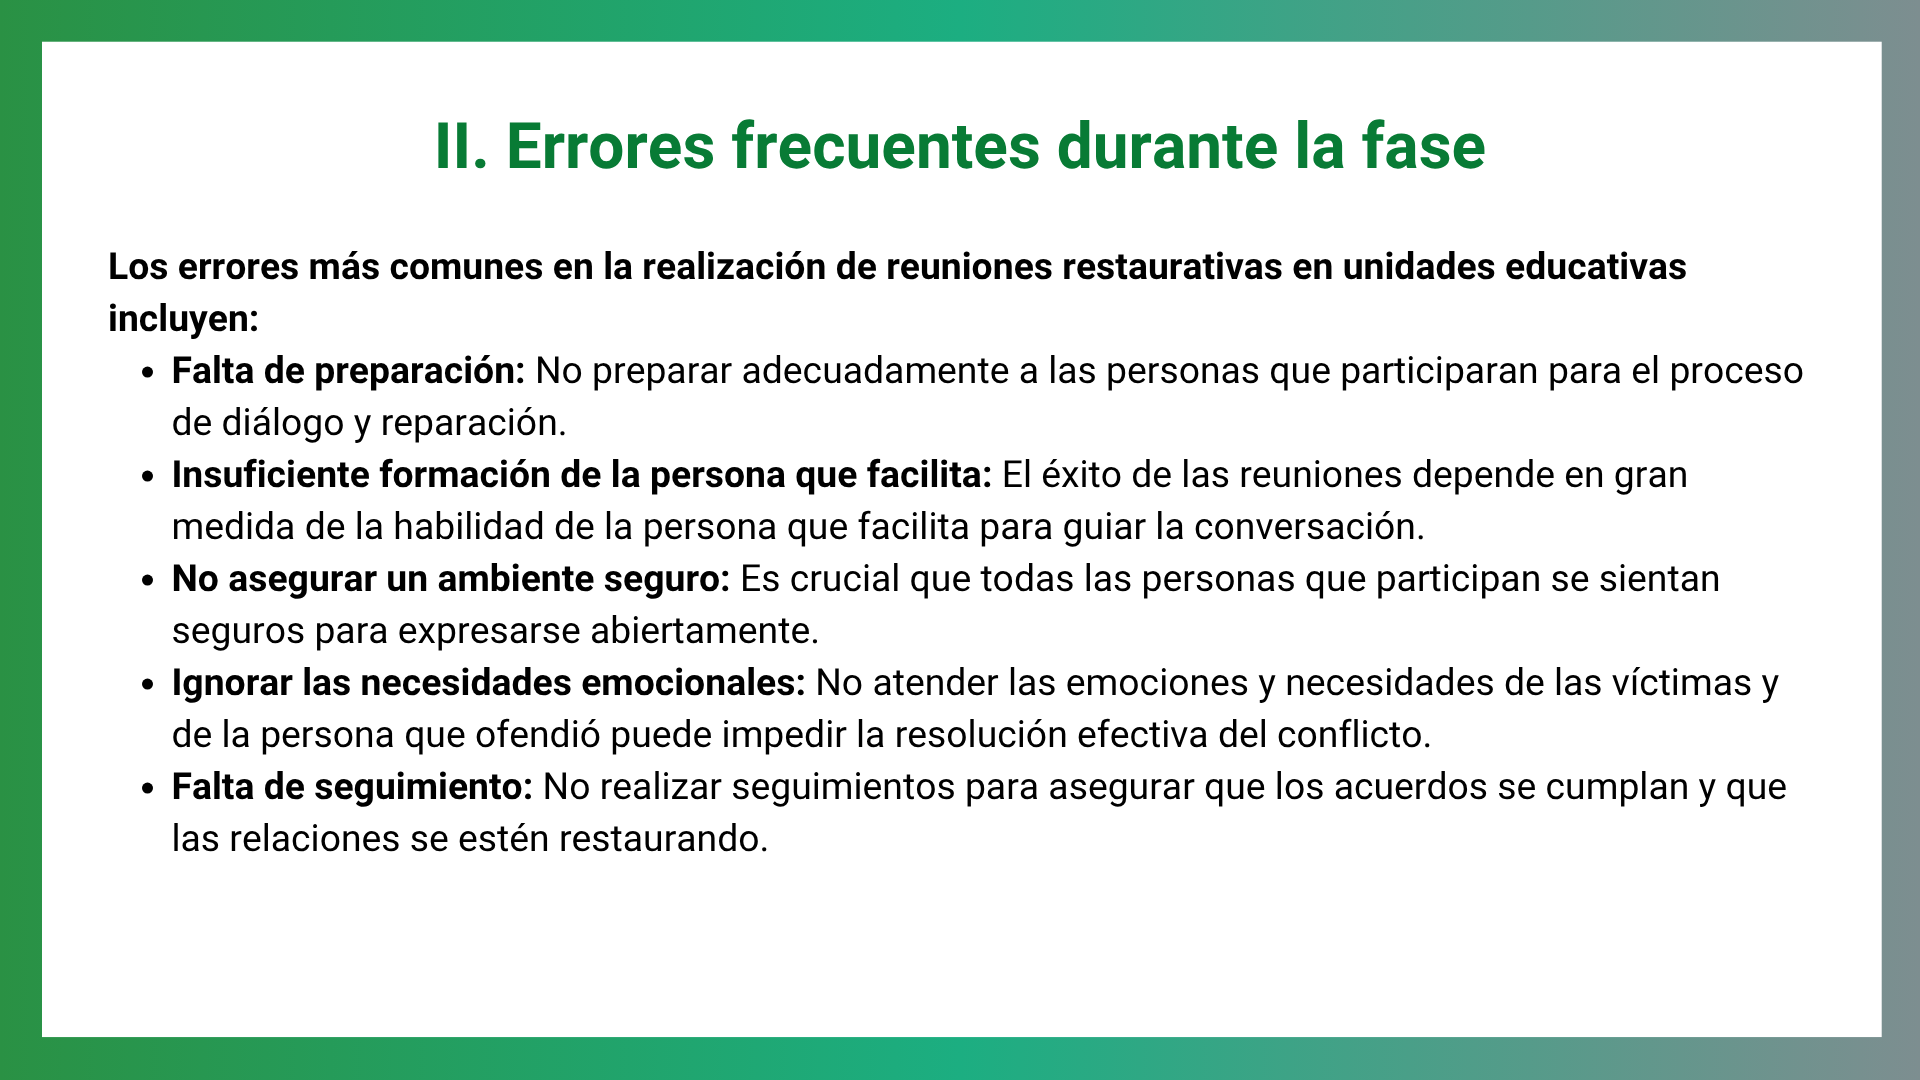 II. Errores frecuentes durante la fase
Los errores más comunes en la realización de reuniones restaurativas en unidades educativas
incluyen:
• Falta de preparación: No preparar adecuadamente a las personas que participaran para el proceso
de diálogo y reparación.
• Insuficiente formación de la persona que facilita: El éxito de las reuniones depende en gran
medida de la habilidad de la persona que facilita para guiar la conversación.
• No asegurar un ambiente seguro: Es crucial que todas las personas que participan se sientan
seguros para expresarse abiertamente.
• Ignorar las necesidades emocionales: No atender las emociones y necesidades de las víctimas y
de la persona que ofendió puede impedir la resolución efectiva del conflicto.
• Falta de seguimiento: No realizar seguimientos para asegurar que los acuerdos se cumplan y que
las relaciones se estén restaurando.